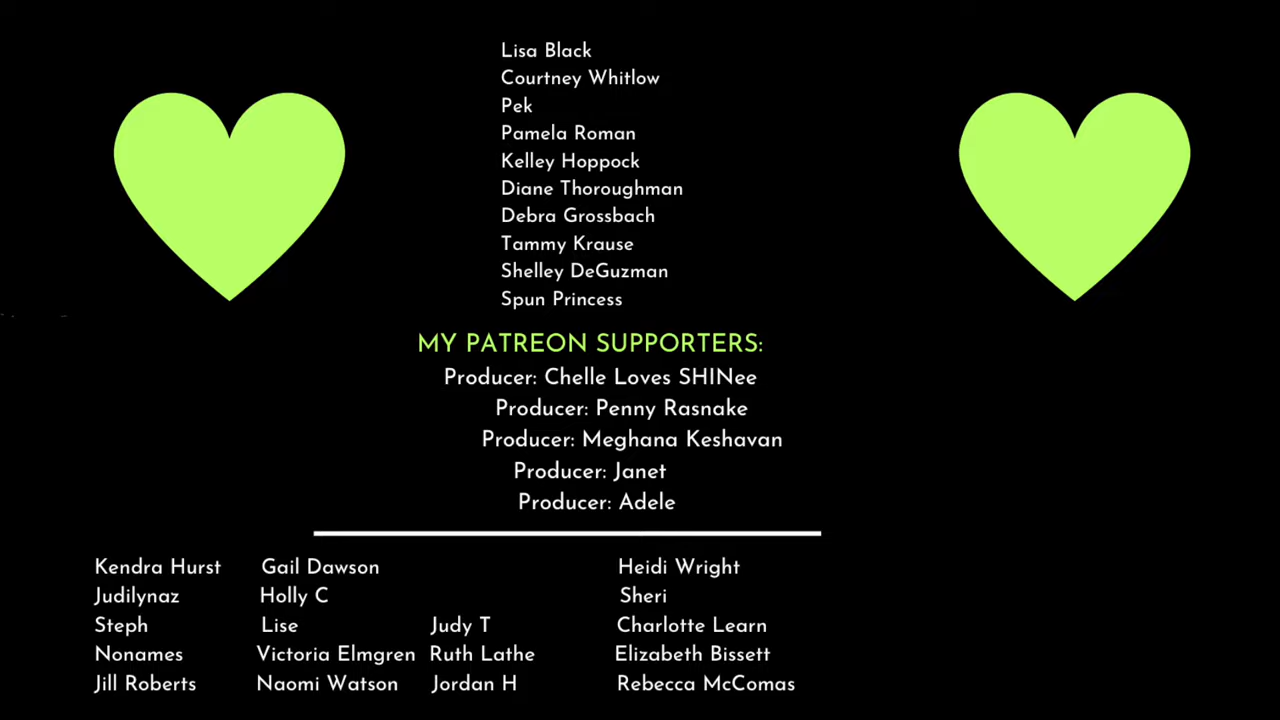 Lisa Black
Courtney Whitlow
Pek
Pamela Roman
Kelley Hoppock
Diane Thoroughman
Debra Grossbach
Tammy Krause
Shelley DeGuzman
Spun Princess
MY PATREON SUPPORTERS:
Producer: Chelle Loves SHINee
Producer: Penny Rasnake
Producer: Meghana Keshavan
Producer: Janet
Producer: Adele
Kendra Hurst Gail Dawson Heidi Wright
Judilynaz Holly C Sheri
Steph Lise Judy T Charlotte Learn
Nonames Victoria Elmgren Ruth Lathe Elizabeth Bissett
Jill Roberts Naomi Watson Jordan H Rebecca McComas